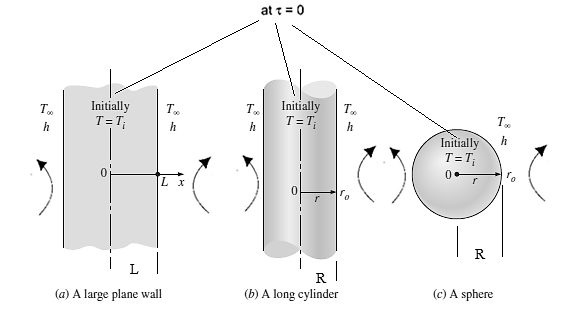 at τ = 0
T∞
h
Initially
T = Ti
T∞
h
0
L x
L
(a) A large plane wall
T∞
h
Initially
T = Ti
T∞
h
0
r
ro
R
(b) A long cylinder
Initially
T = Ti
T∞
h
0
r
ro
R
(c) A sphere